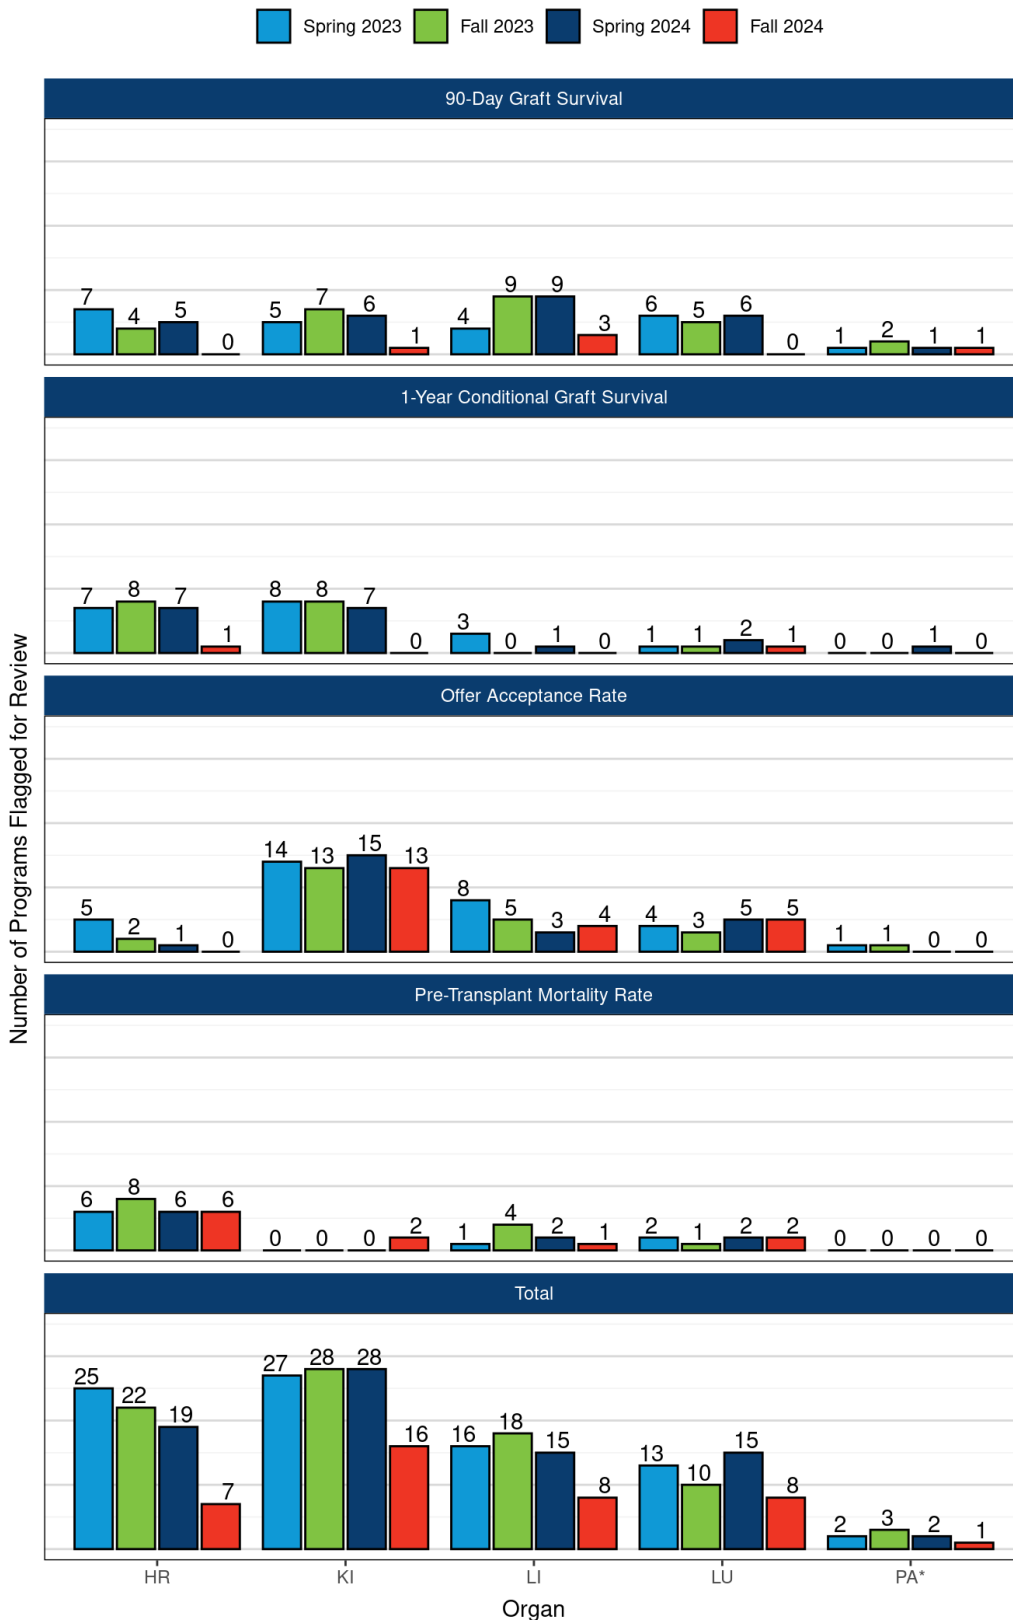 Spring 2023 Fall 2023 Spring 2024 Fall 2024
Number of Programs Flagged for Review
90-Day Graft Survival
7 4 5 0 5 7 6 1 4 9 9 3 6 5 6 0 1 2 1 1
1-Year Conditional Graft Survival
7 8 7 1 8 8 7 0 3 0 1 0 1 1 2 1 0 0 1 0
Offer Acceptance Rate
5 2 1 0 14 13 15 13 8 5 3 4 4 3 5 5 1 1 0 0
Pre-Transplant Mortality Rate
6 8 6 6 0 0 0 2 1 4 2 1 2 1 2 2 0 0 0 0
Total
25 22 19 7 27 28 28 16 16 18 15 8 13 10 15 8 2 3 2 1
HR KI LI LU PA*
Organ